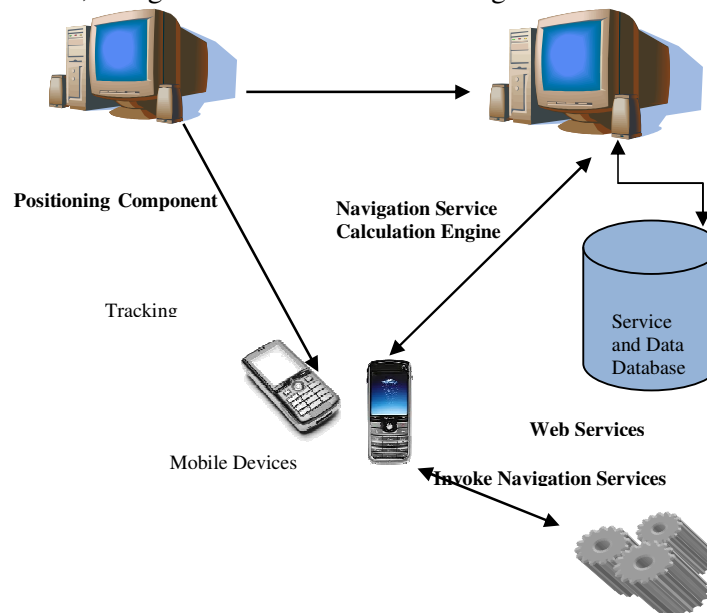 Positioning Component
Navigation Service
Calculation Engine
Tracking
Service
and Data
Database
Mobile Devices
Web Services
Invoke Navigation Services